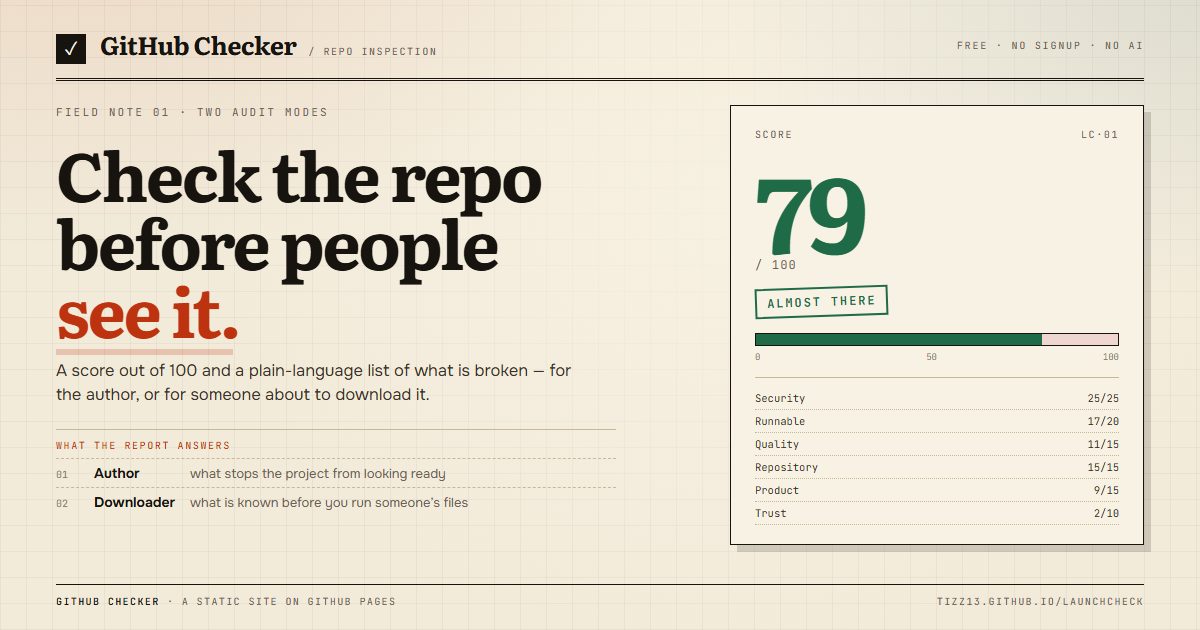 ✓ GitHub Checker / REPO INSPECTION
FREE · NO SIGNUP · NO AI
FIELD NOTE 01 · TWO AUDIT MODES
Check the repo
before people
see it.
A score out of 100 and a plain-language list of what is broken — for
the author, or for someone about to download it.
WHAT THE REPORT ANSWERS
01 Author what stops the project from looking ready
02 Downloader what is known before you run someone's files
SCORE LC·01
79
/ 100
ALMOST THERE
0 50 100
Security 25/25
Runnable 17/20
Quality 11/15
Repository 15/15
Product 9/15
Trust 2/10
GITHUB CHECKER · A STATIC SITE ON GITHUB PAGES
TIZZ13.GITHUB.IO/LAUNCHCHECK